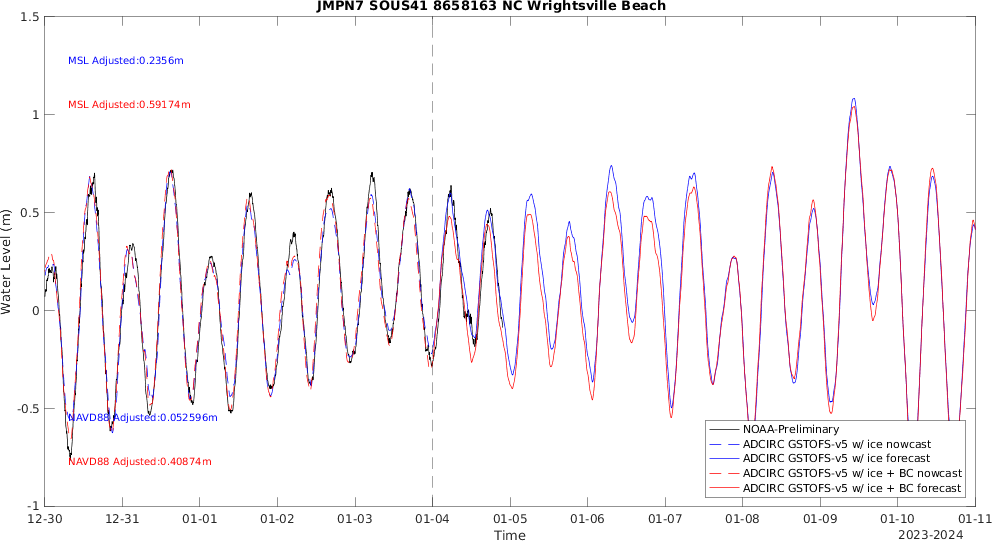 JMPN7 SOUS41 8658163 NC Wrightsville Beach
1.5
1
0.5
0
-0.5
-1
Water Level (m)
MSL Adjusted:0.2356m
MSL Adjusted:0.59174m
NAVD88 Adjusted:0.052596m
NAVD88 Adjusted:0.40874m
NOAA-Preliminary
ADCIRC GSTOFS-v5 w/ ice nowcast
ADCIRC GSTOFS-v5 w/ ice forecast
ADCIRC GSTOFS-v5 w/ ice + BC nowcast
ADCIRC GSTOFS-v5 w/ ice + BC forecast
12-30 12-31 01-01 01-02 01-03 01-04 01-05 01-06 01-07 01-08 01-09 01-10 01-11
Time
2023-2024